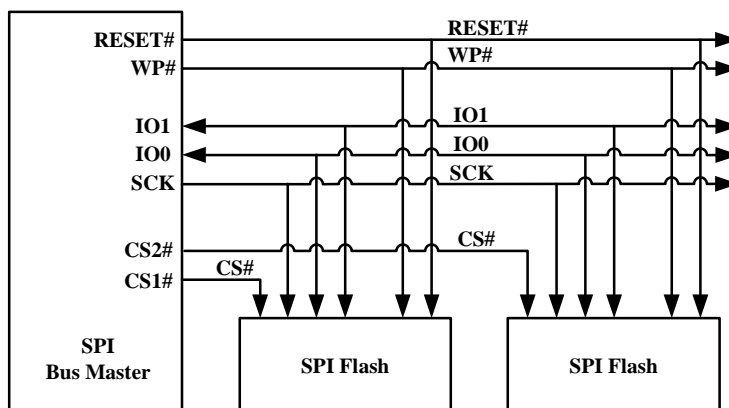 RESET#
WP#
IO1
IO0
SCK
CS2#
CS1#
SPI
Bus Master
RESET#
WP#
IO1
IO0
SCK
CS#
CS#
SPI Flash
SPI Flash